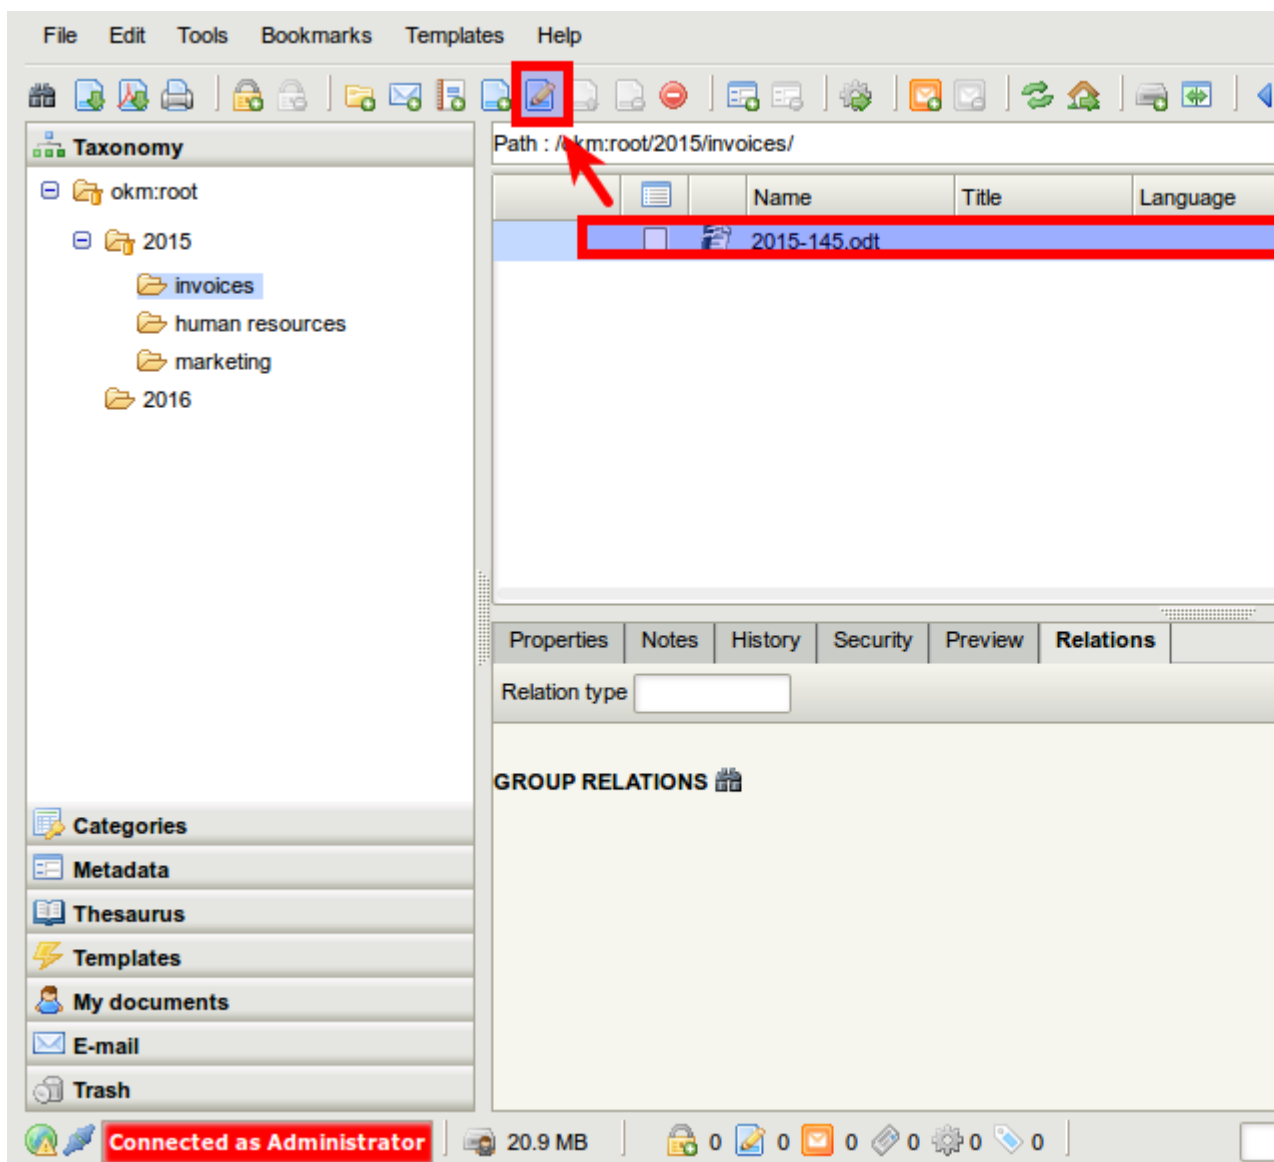 File Edit Tools Bookmarks Templates Help
Taxonomy
Path : /okm:root/2015/invoices/
okm:root
Name Title Language
2015
2015-145.odt
invoices
human resources
marketing
2016
Properties Notes History Security Preview Relations
Relation type
GROUP RELATIONS
Categories
Metadata
Thesaurus
Templates
My documents
E-mail
Trash
Connected as Administrator 20.9 MB 0 0 0 0 0 0